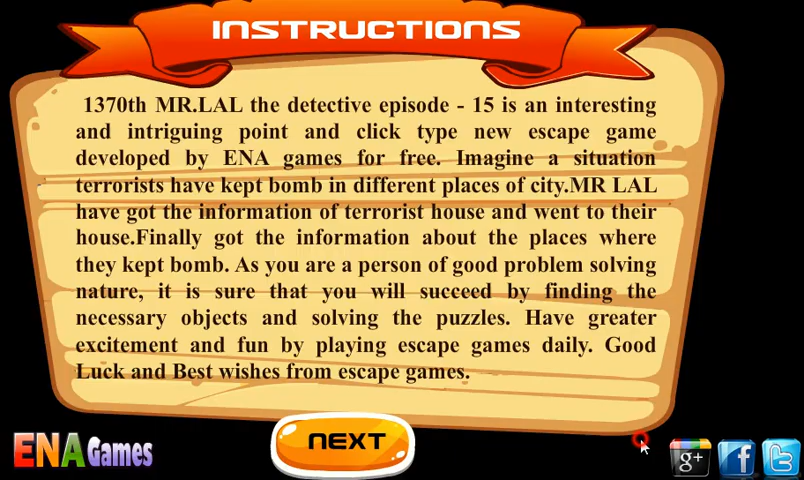 INSTRUCTIONS
1370th MR.LAL the detective episode - 15 is an interesting
and intriguing point and click type new escape game
developed by ENA games for free. Imagine a situation
terrorists have kept bomb in different places of city.MR LAL
have got the information of terrorist house and went to their
house.Finally got the information about the places where
they kept bomb. As you are a person of good problem solving
nature, it is sure that you will succeed by finding the
necessary objects and solving the puzzles. Have greater
excitement and fun by playing escape games daily. Good
Luck and Best wishes from escape games.
NEXT
ENA Games
g+ f t